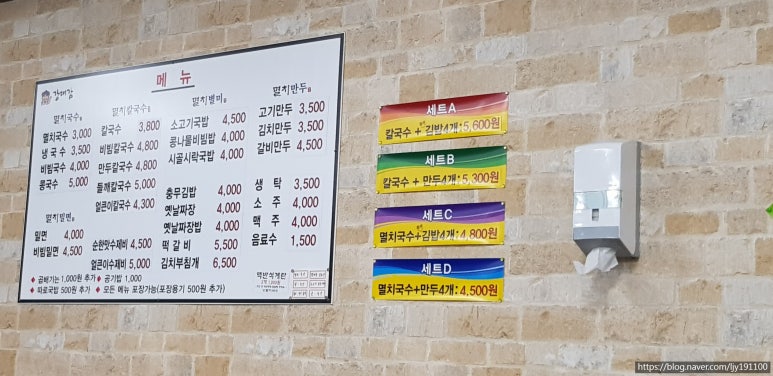 메 뉴
강게감
멸치국수
멸치국수 3,000
냉 국 수 3,500
비빔국수 4,000
콩국수 5,000
멸치밀면
밀면 4,000
비빔밀면 4,500
멸치칼국수
칼국수 3,800
비빔칼국수 4,800
만두칼국수 4,800
들깨칼국수 5,000
얼큰이칼국수 4,300
순한맛수제비 4,500
얼큰이수제비 5,000
멸치별미
소고기국밥 4,500
콩나물비빔밥 4,000
시골시락국밥 4,000
충무김밥 4,000
옛날짜장 4,000
옛날짜장밥 4,000
떡 갈 비 5,500
김치부침개 6,500
멸치만두
고기만두 3,500
김치만두 3,500
갈비만두 4,500
생 탁 3,500
소 주 4,000
맥 주 4,000
음료수 1,500
맥반석계란
◆ 곱빼기는 1,000원 추가 ◆ 공기밥 1,000
◆ 따로국밥 500원 추가 ◆ 모든 메뉴 포장가능(포장용기 500원 추가)
세트A
칼국수 + 김밥4개:5,600원
세트B
칼국수 + 만두4개:5,300원
세트C
멸치국수+김밥4개:4,800원
세트D
멸치국수+만두4개:4,500원
https://blog.naver.com/ljy191100